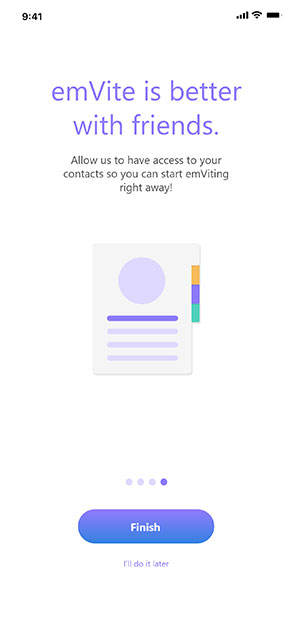 9:41
emVite is better
with friends.
Allow us to have access to your
contacts so you can start emViting
right away!
Finish
I'll do it later